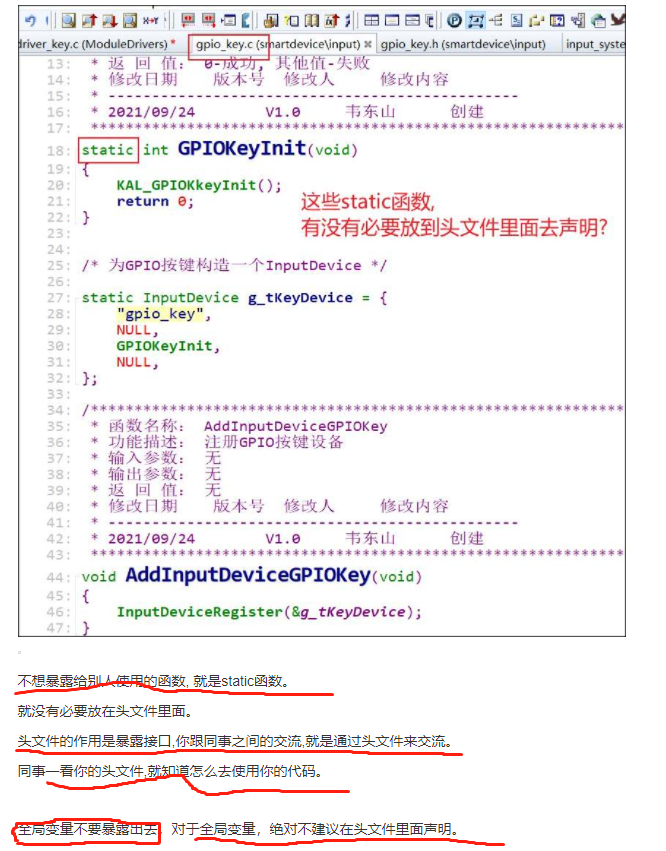 driver_key.c (ModuleDrivers) *
gpio_key.c (smartdevice\input)
gpio_key.h (smartdevice\input)
input_syste
13: * 返 回 值: 0-成功, 其他值-失败
14: * 修改日期 版本号 修改人 修改内容
15: * -----------------------------------------------
16: * 2021/09/24 V1.0 韦东山 创建
17: ***************************************************************
18: static int GPIOKeyInit(void)
19: {
20: KAL_GPIOKkeyInit();
21: return 0;
22: }
23:
24:
25: /* 为GPIO按键构造一个InputDevice */
26:
27: static InputDevice g_tKeyDevice = {
28: "gpio_key",
29: NULL,
30: GPIOKeyInit,
31: NULL,
32: };
33:
34: /***************************************************************
35: * 函数名称: AddInputDeviceGPIOKey
36: * 功能描述: 注册GPIO按键设备
37: * 输入参数: 无
38: * 输出参数: 无
39: * 返 回 值: 无
40: * 修改日期 版本号 修改人 修改内容
41: * -----------------------------------------------
42: * 2021/09/24 V1.0 韦东山 创建
43: ***************************************************************
44: void AddInputDeviceGPIOKey(void)
45: {
46: InputDeviceRegister(&g_tKeyDevice);
47: }
这些static函数,
有没有必要放到头文件里面去声明?
不想暴露给别人使用的函数, 就是static函数。
就没有必要放在头文件里面。
头文件的作用是暴露接口,你跟同事之间的交流,就是通过头文件来交流。
同事一看你的头文件,就知道怎么去使用你的代码。
全局变量不要暴露出去, 对于全局变量，绝对不建议在头文件里面声明。